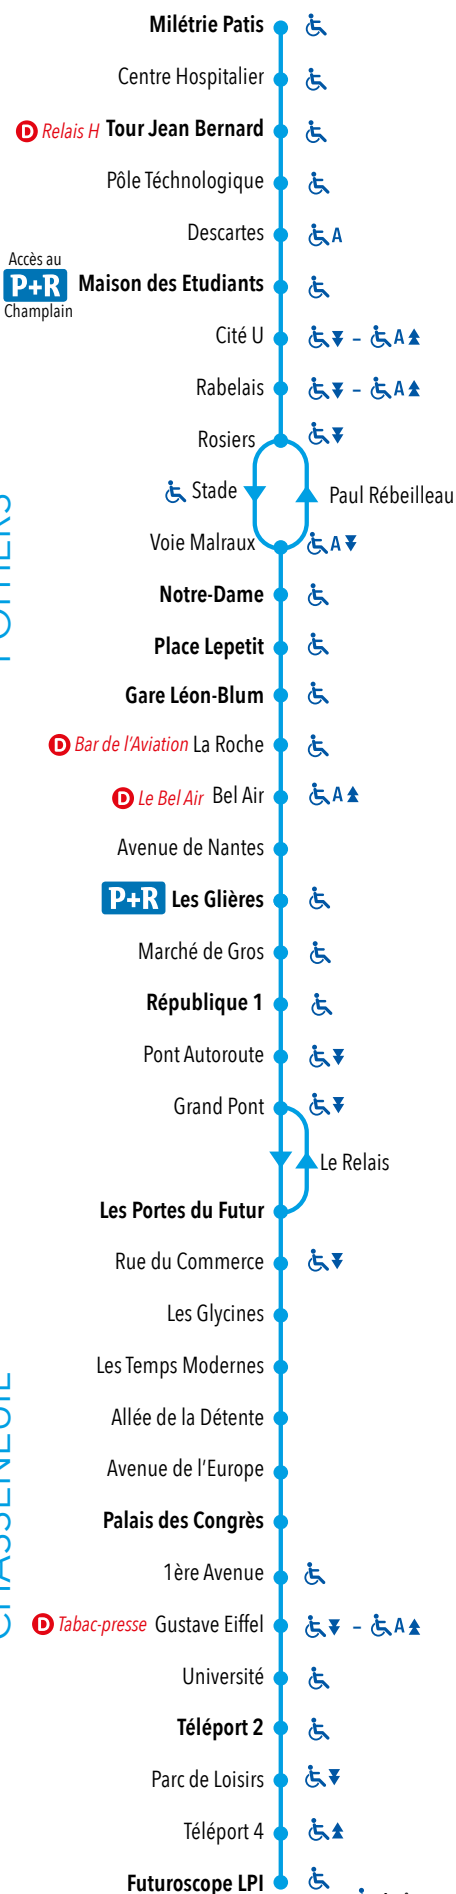 Milétrie Patis
Centre Hospitalier
D Relais H Tour Jean Bernard
Pôle Téchnologique
Descartes A
Accès au
P+R Maison des Etudiants
Champlain
Cité U – A
Rabelais – A
Rosiers
Stade Paul Rébeilleau
Voie Malraux A
Notre-Dame
Place Lepetit
Gare Léon-Blum
D Bar de l'Aviation La Roche
D Le Bel Air Bel Air A
Avenue de Nantes
P+R Les Glières
Marché de Gros
République 1
Pont Autoroute
Grand Pont
Le Relais
Les Portes du Futur
Rue du Commerce
Les Glycines
Les Temps Modernes
Allée de la Détente
Avenue de l'Europe
Palais des Congrès
1ère Avenue
D Tabac-presse Gustave Eiffel – A
Université
Téléport 2
Parc de Loisirs
Téléport 4
Futuroscope LPI